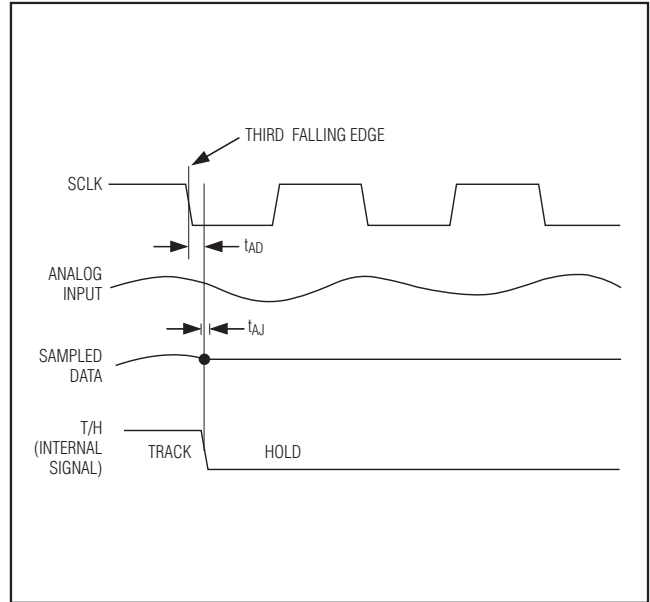 THIRD FALLING EDGE
SCLK
tAD
ANALOG
INPUT
tAJ
SAMPLED
DATA
T/H
(INTERNAL
SIGNAL)
TRACK
HOLD